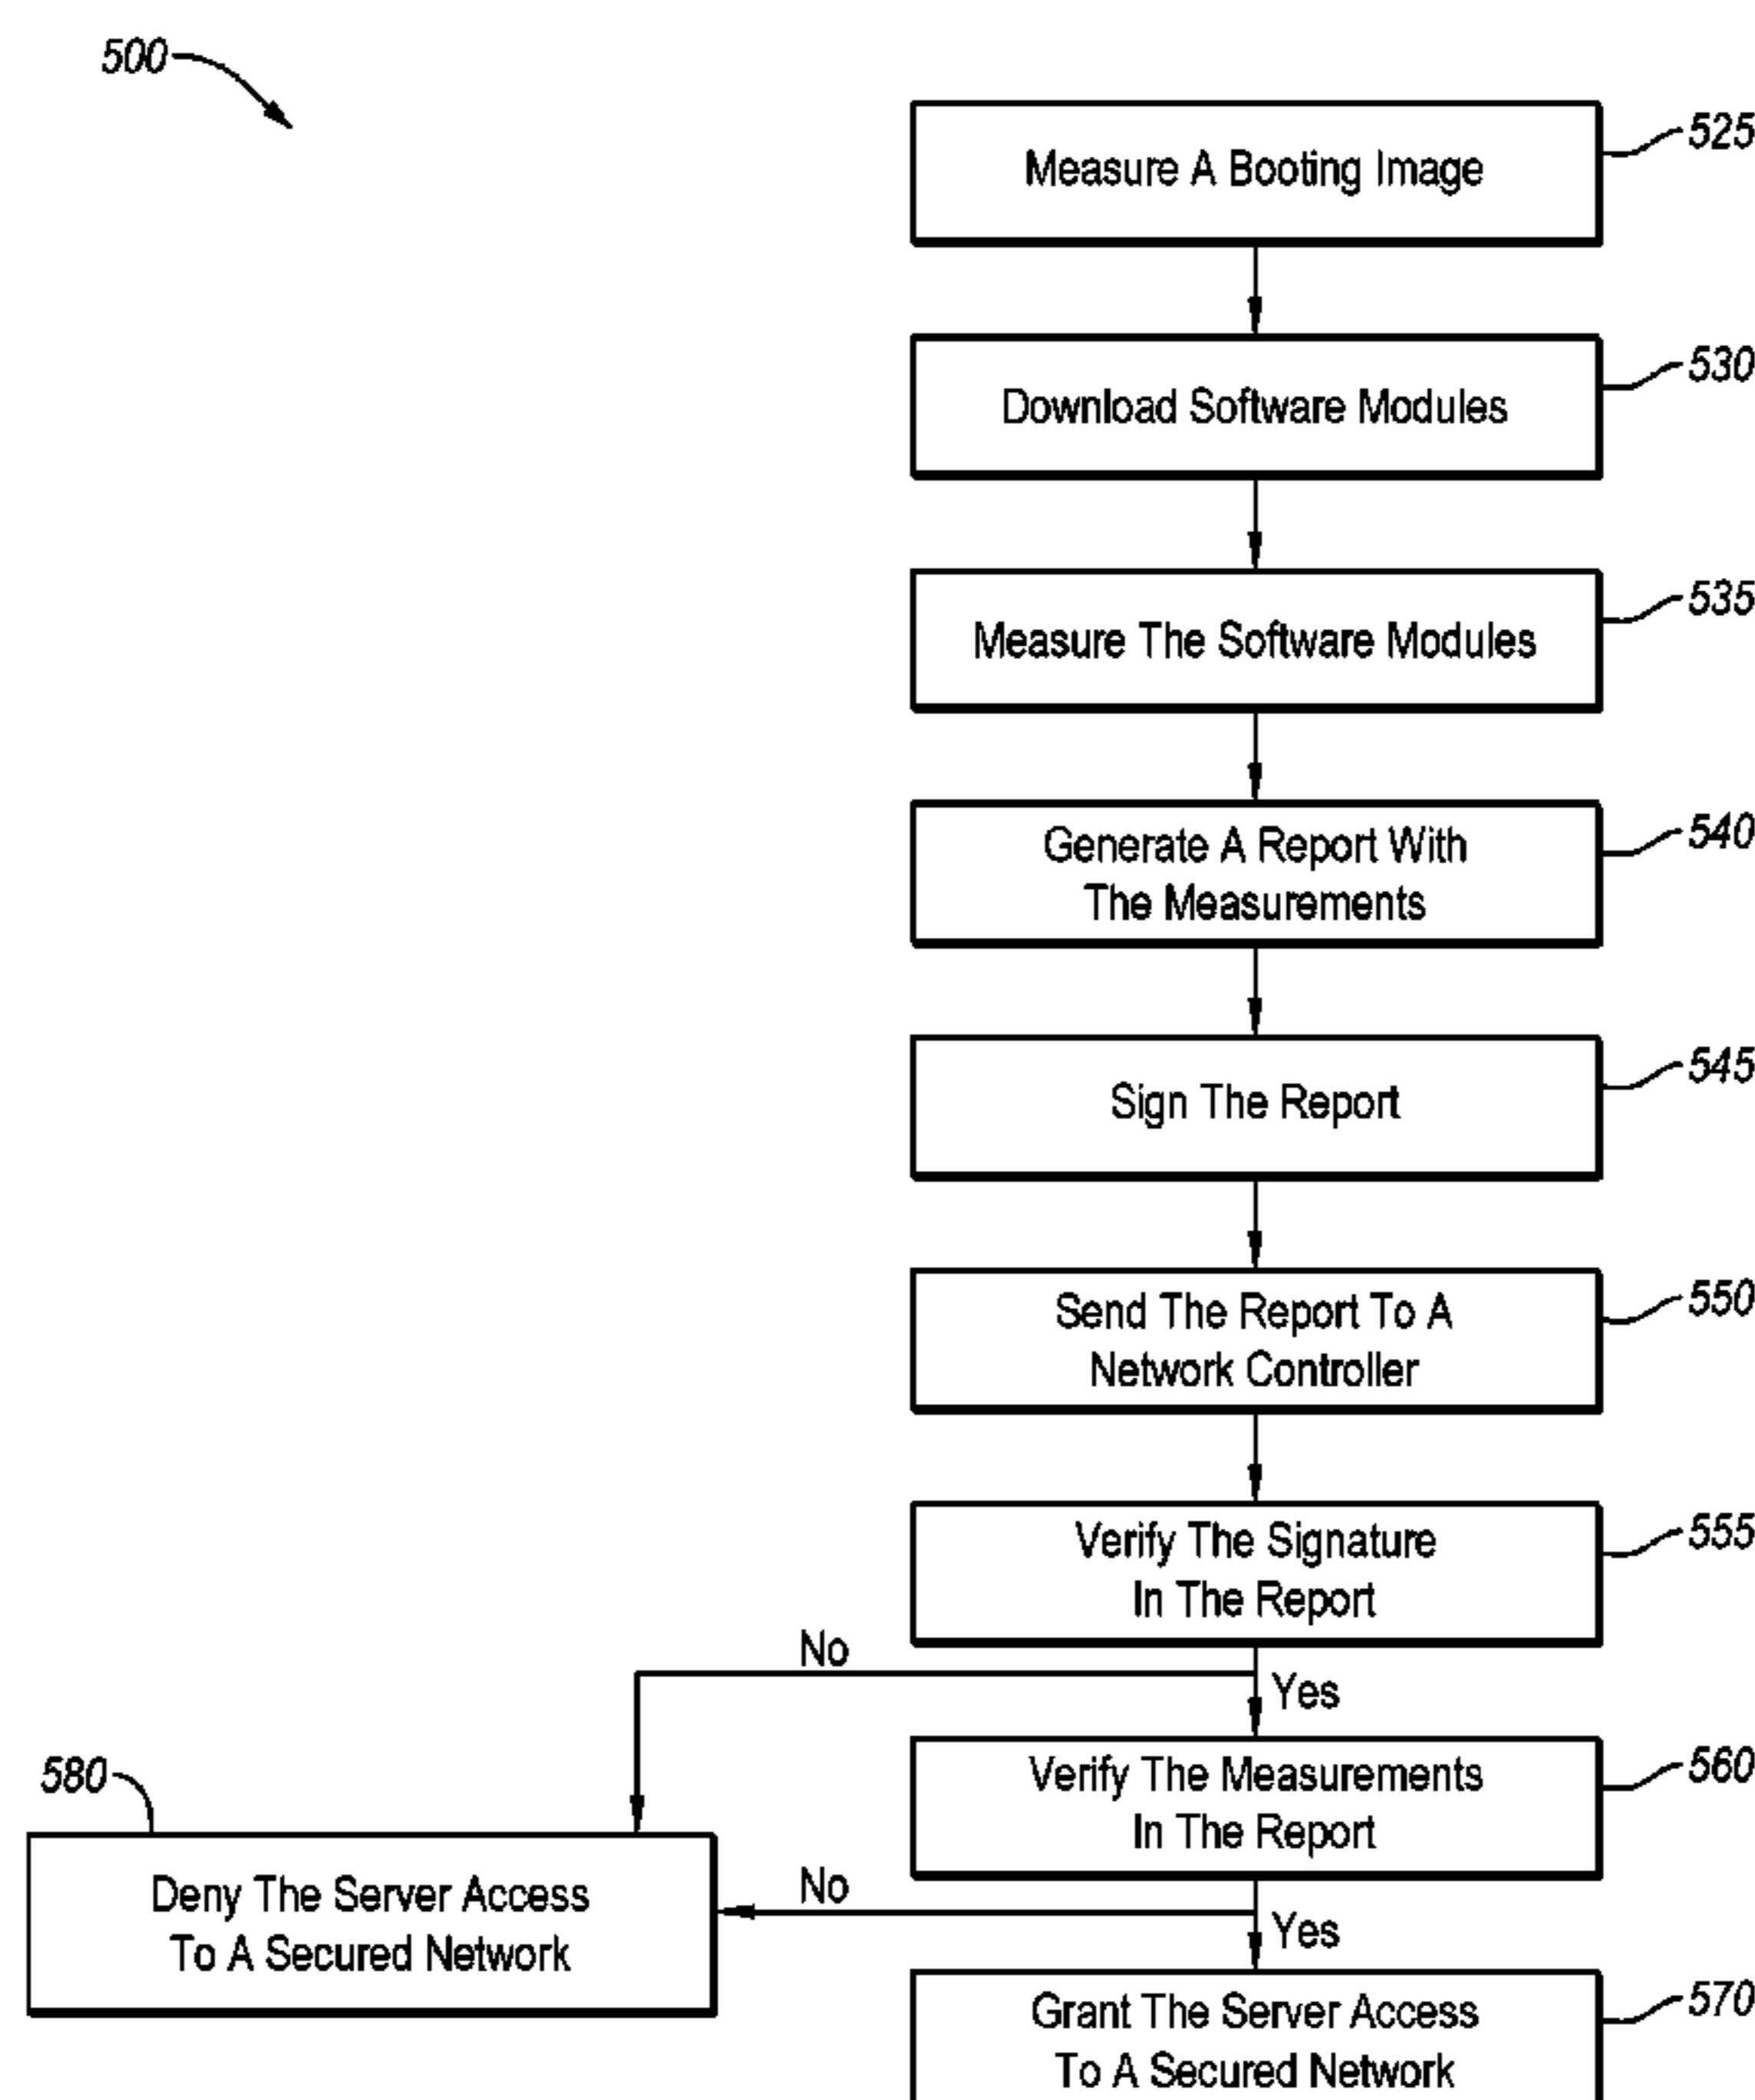 500
Measure A Booting Image
525
Download Software Modules
530
Measure The Software Modules
535
Generate A Report With
The Measurements
540
Sign The Report
545
Send The Report To A
Network Controller
550
Verify The Signature
In The Report
555
No
Yes
Verify The Measurements
In The Report
560
580
Deny The Server Access
To A Secured Network
No
Yes
Grant The Server Access
To A Secured Network
570